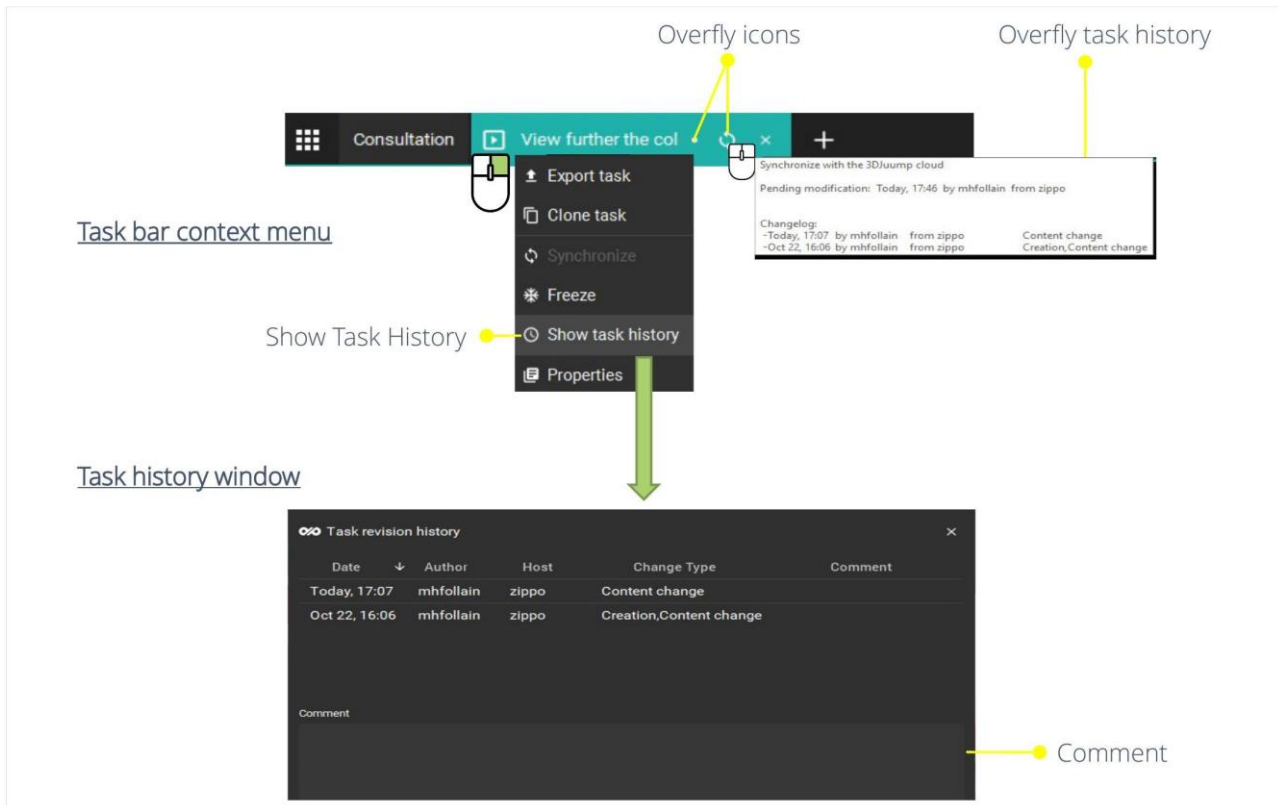 Overfly icons
Overfly task history
Consultation
View further the col
Synchronize with the 3DJuump cloud
Pending modification: Today, 17:46 by mhfollain from zippo
Changelog:
-Today, 17:07 by mhfollain from zippo Content change
-Oct 22, 16:06 by mhfollain from zippo Creation,Content change
Task bar context menu
Export task
Clone task
Synchronize
Freeze
Show Task History
Show task history
Properties
Task history window
Task revision history
Date Author Host Change Type Comment
Today, 17:07 mhfollain zippo Content change
Oct 22, 16:06 mhfollain zippo Creation,Content change
Comment
Comment